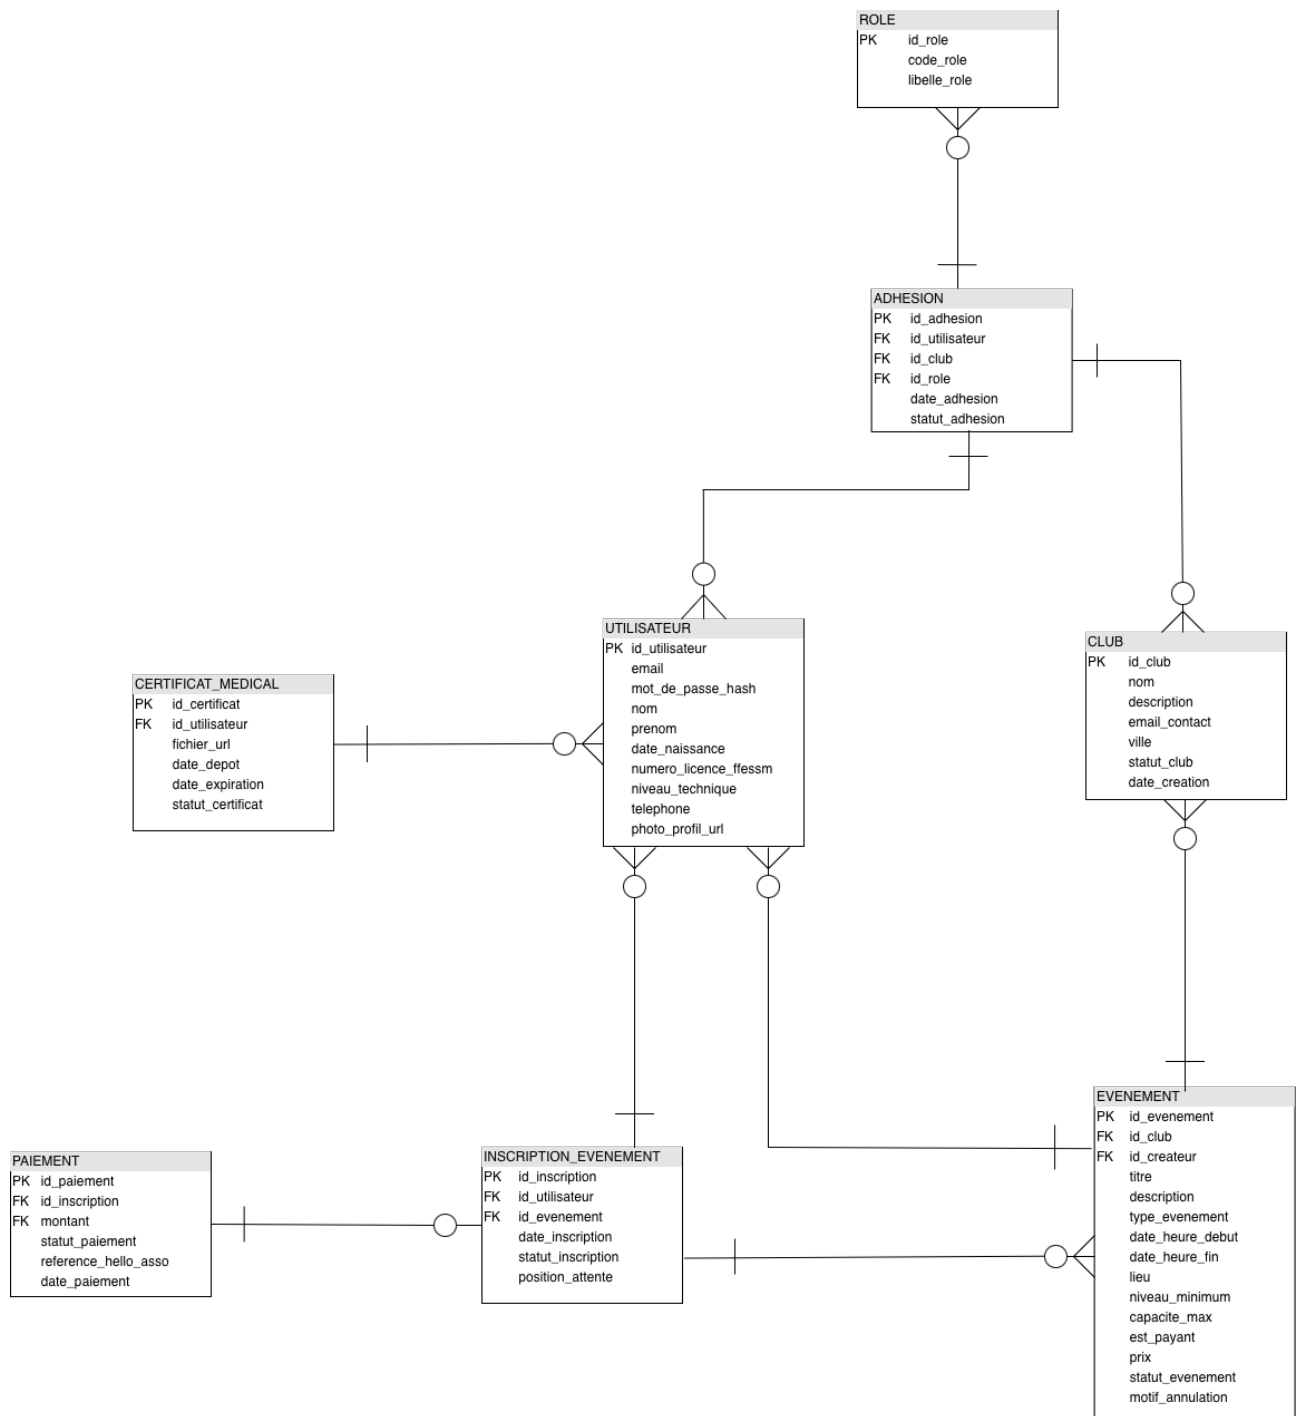 ROLE
PK id_role
code_role
libelle_role
ADHESION
PK id_adhesion
FK id_utilisateur
FK id_club
FK id_role
date_adhesion
statut_adhesion
UTILISATEUR
PK id_utilisateur
email
mot_de_passe_hash
nom
prenom
date_naissance
numero_licence_ffessm
niveau_technique
telephone
photo_profil_url
CLUB
PK id_club
nom
description
email_contact
ville
statut_club
date_creation
CERTIFICAT_MEDICAL
PK id_certificat
FK id_utilisateur
fichier_url
date_depot
date_expiration
statut_certificat
PAIEMENT
PK id_paiement
FK id_inscription
FK montant
statut_paiement
reference_hello_asso
date_paiement
INSCRIPTION_EVENEMENT
PK id_inscription
FK id_utilisateur
FK id_evenement
date_inscription
statut_inscription
position_attente
EVENEMENT
PK id_evenement
FK id_club
FK id_createur
titre
description
type_evenement
date_heure_debut
date_heure_fin
lieu
niveau_minimum
capacite_max
est_payant
prix
statut_evenement
motif_annulation